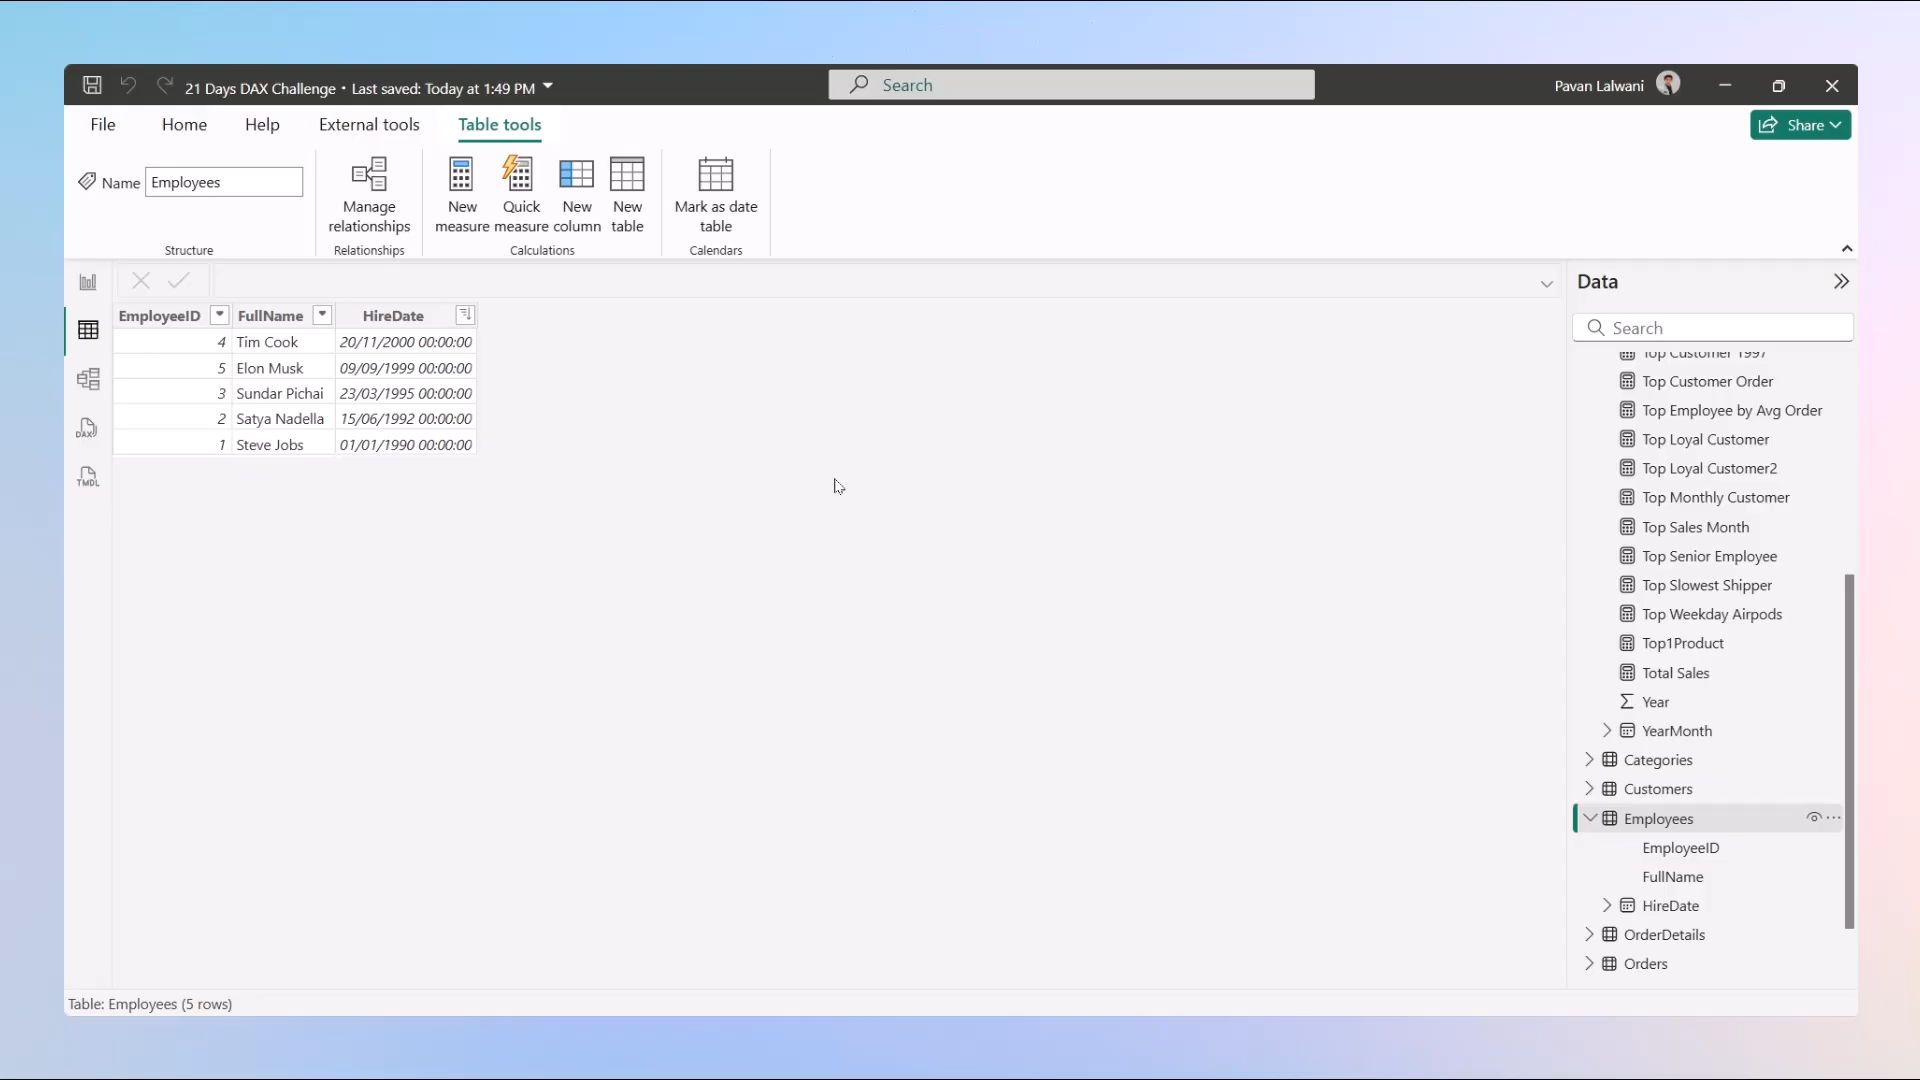 21 Days DAX Challenge • Last saved: Today at 1:49 PM
Search
Pavan Lalwani
File Home Help External tools Table tools
Share
Name Employees
Manage relationships
New measure
Quick measure
New column
New table
Mark as date table
Structure Relationships Calculations Calendars
Data
EmployeeID FullName HireDate
4 Tim Cook 20/11/2000 00:00:00
5 Elon Musk 09/09/1999 00:00:00
3 Sundar Pichai 23/03/1995 00:00:00
2 Satya Nadella 15/06/1992 00:00:00
1 Steve Jobs 01/01/1990 00:00:00
DAX
TMDL
Search
Top Customer 1997
Top Customer Order
Top Employee by Avg Order
Top Loyal Customer
Top Loyal Customer2
Top Monthly Customer
Top Sales Month
Top Senior Employee
Top Slowest Shipper
Top Weekday Airpods
Top1Product
Total Sales
Year
YearMonth
Categories
Customers
Employees
EmployeeID
FullName
HireDate
OrderDetails
Orders
Table: Employees (5 rows)